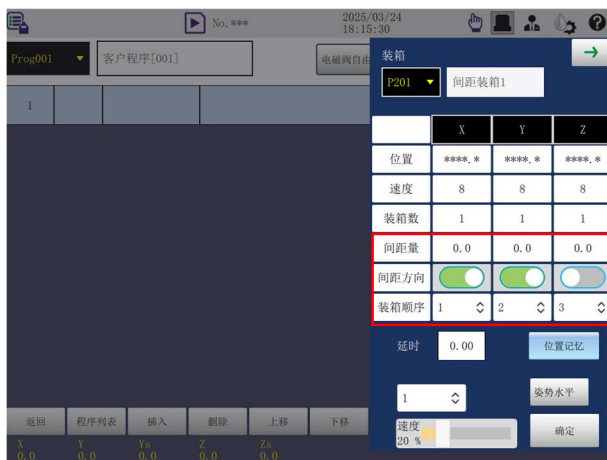 No. ***
2025/03/24
18:15:30
Prog001
客户程序[001]
电磁阀自由
1
装箱
P201
间距装箱1
X Y Z
位置 ****.* ****.* ****.*
速度 8 8 8
装箱数 1 1 1
间距量 0.0 0.0 0.0
间距方向
装箱顺序 1 2 3
延时 0.00 位置记忆
1 姿势水平
速度
20 %
确定
返回 程序列表 插入 删除 上移 下移
X Y Ys Z Zs
0.0 0.0 0.0 0.0 0.0